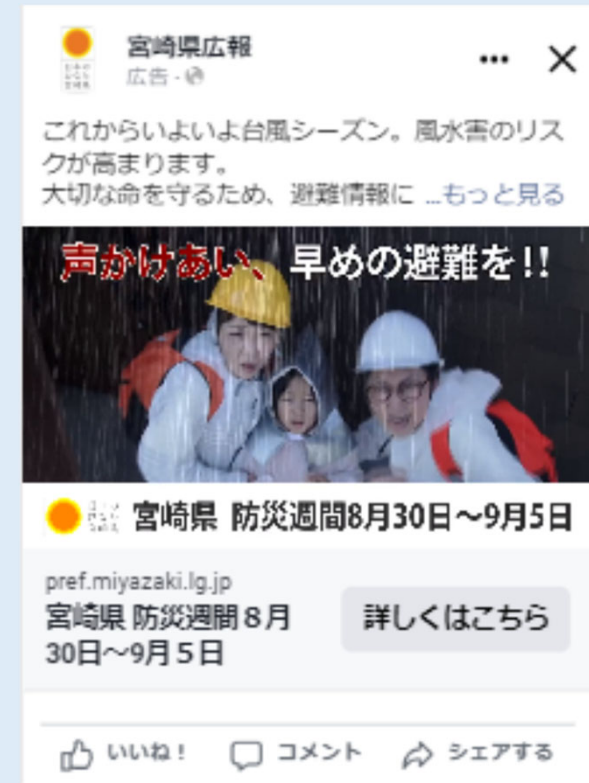 宮崎県広報
広告 ·
これからいよいよ台風シーズン。風水害のリス
クが高まります。
大切な命を守るため、避難情報に ...もっと見る
声かけあい、早めの避難を!!
宮崎県 防災週間8月30日〜9月5日
pref.miyazaki.lg.jp
宮崎県 防災週間８月
30日〜9月５日
詳しくはこちら
いいね！ コメント シェアする